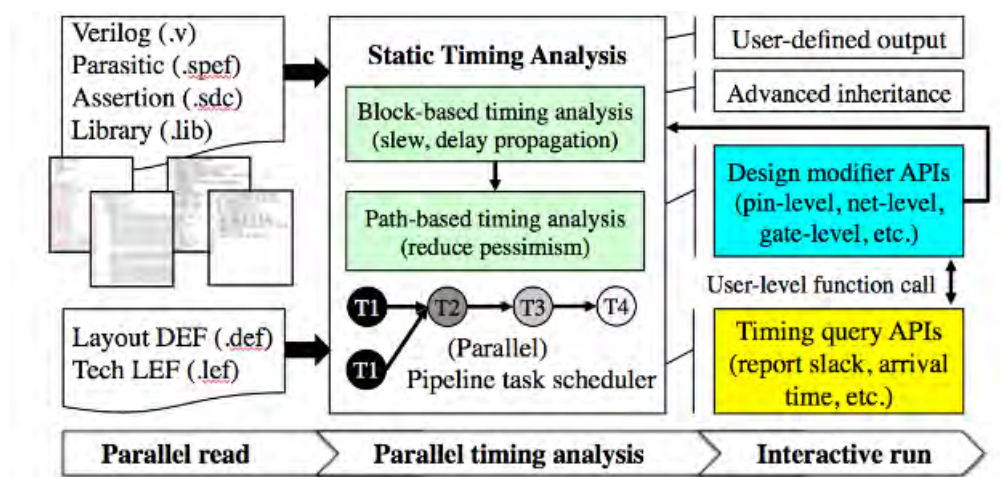 Verilog (.v)
Parasitic (.spef)
Assertion (.sdc)
Library (.lib)
Layout DEF (.def)
Tech LEF (.lef)
Static Timing Analysis
Block-based timing analysis
(slew, delay propagation)
Path-based timing analysis
(reduce pessimism)
T1
T2
T3
T4
T1
(Parallel)
Pipeline task scheduler
User-defined output
Advanced inheritance
Design modifier APIs
(pin-level, net-level,
gate-level, etc.)
User-level function call
Timing query APIs
(report slack, arrival
time, etc.)
Parallel read
Parallel timing analysis
Interactive run